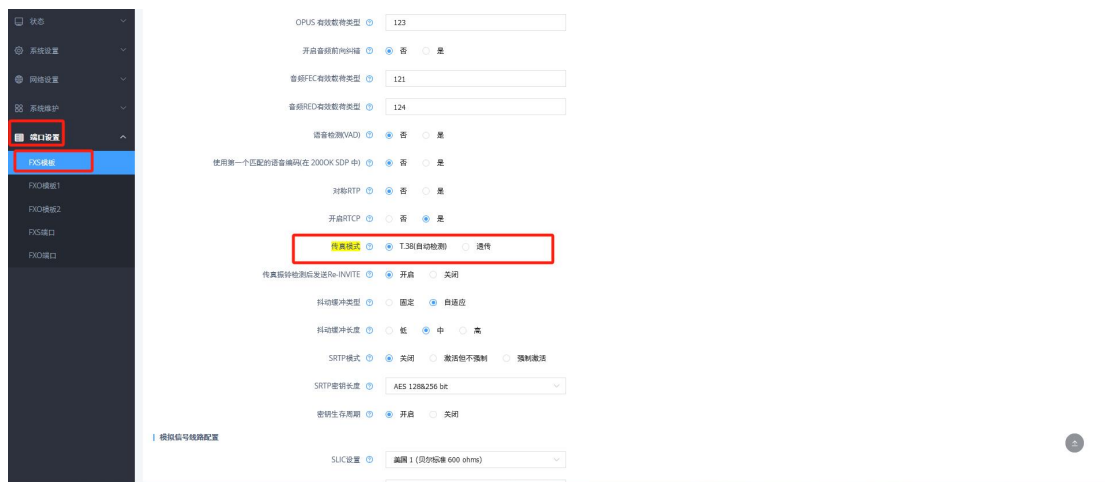 状态
系统设置
网络设置
系统维护
端口设置
FXS模板
FXO模板1
FXO模板2
FXS端口
FXO端口
OPUS 有效载荷类型 123
开启音频前向纠错 否 是
音频FEC有效载荷类型 121
音频RED有效载荷类型 124
语音检测(VAD) 否 是
使用第一个匹配的语音编码(在 200OK SDP 中) 否 是
对称RTP 否 是
开启RTCP 否 是
传真模式 T.38(自动检测) 透传
传真振铃检测后发送Re-INVITE 开启 关闭
抖动缓冲类型 固定 自适应
抖动缓冲长度 低 中 高
SRTP模式 关闭 激活但不强制 强制激活
SRTP密钥长度 AES 128&256 bit
密钥生存周期 开启 关闭
模拟信号线路配置
SLIC设置 美国 1 (贝尔标准 600 ohms)